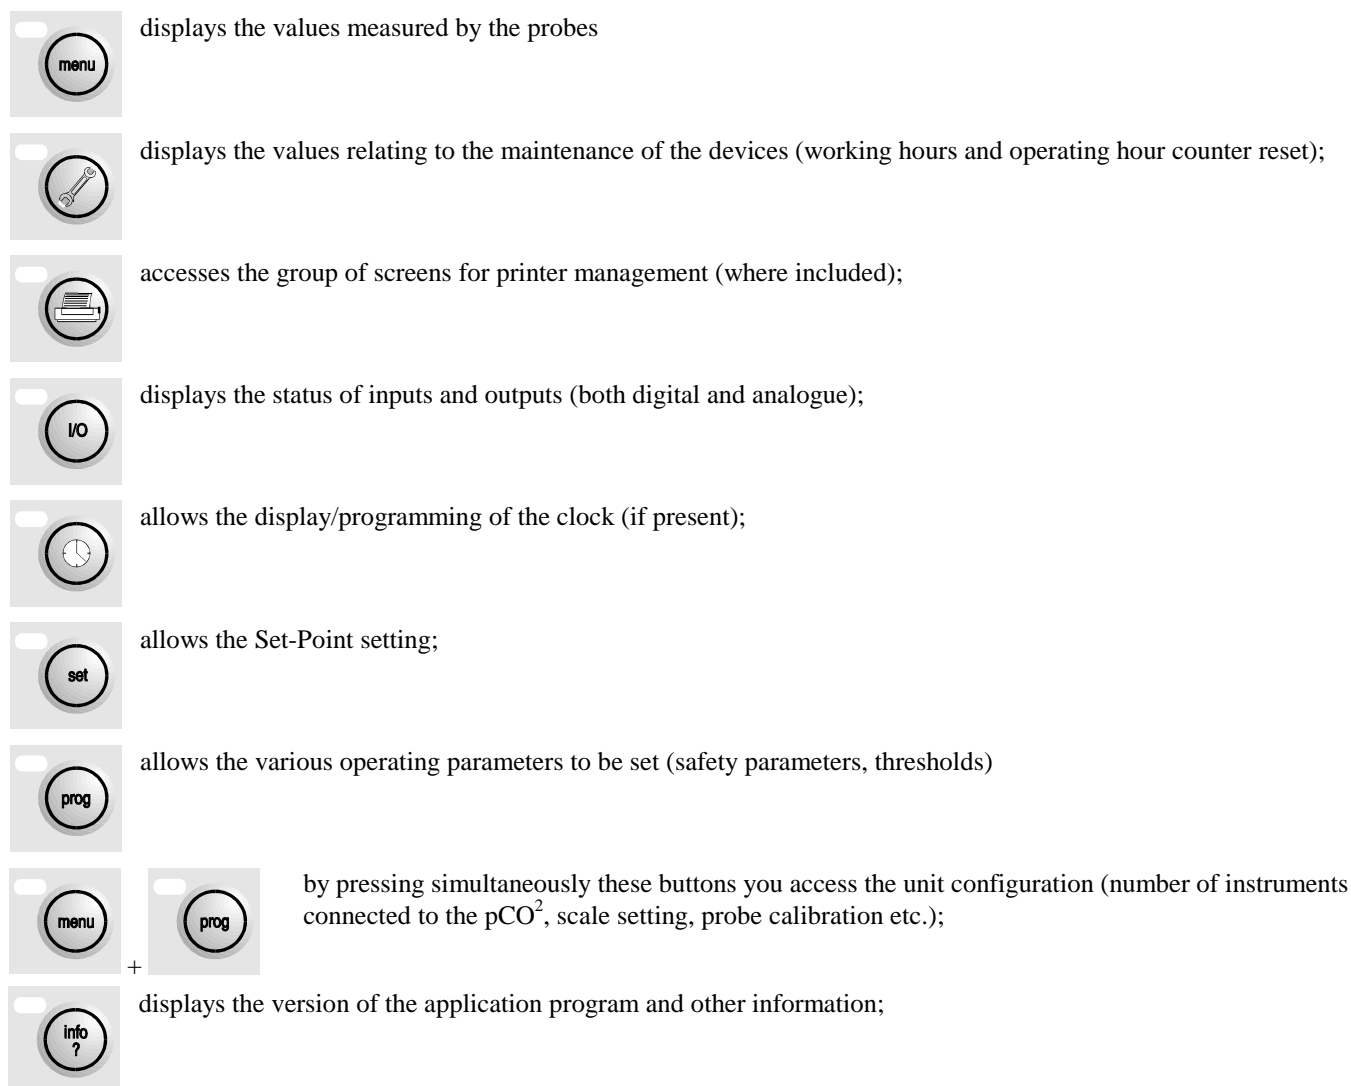 menu
displays the values measured by the probes
displays the values relating to the maintenance of the devices (working hours and operating hour counter reset);
accesses the group of screens for printer management (where included);
I/O
displays the status of inputs and outputs (both digital and analogue);
allows the display/programming of the clock (if present);
set
allows the Set-Point setting;
prog
allows the various operating parameters to be set (safety parameters, thresholds)
menu + prog
by pressing simultaneously these buttons you access the unit configuration (number of instruments
connected to the pCO², scale setting, probe calibration etc.);
info
?
displays the version of the application program and other information;